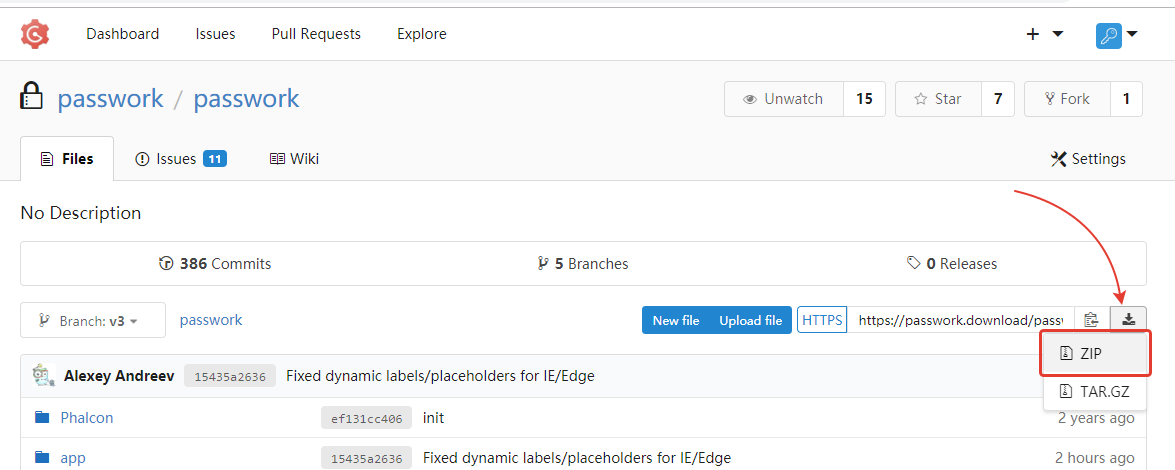 Dashboard Issues Pull Requests Explore +
passwork / passwork Unwatch 15 Star 7 Fork 1
Files Issues 11 Wiki Settings
No Description
386 Commits 5 Branches 0 Releases
Branch: v3 passwork New file Upload file HTTPS https://passwork.download/passw
ZIP
Alexey Andreev 15435a2636 Fixed dynamic labels/placeholders for IE/Edge
TAR.GZ
Phalcon ef131cc406 init 2 years ago
app 15435a2636 Fixed dynamic labels/placeholders for IE/Edge 2 hours ago